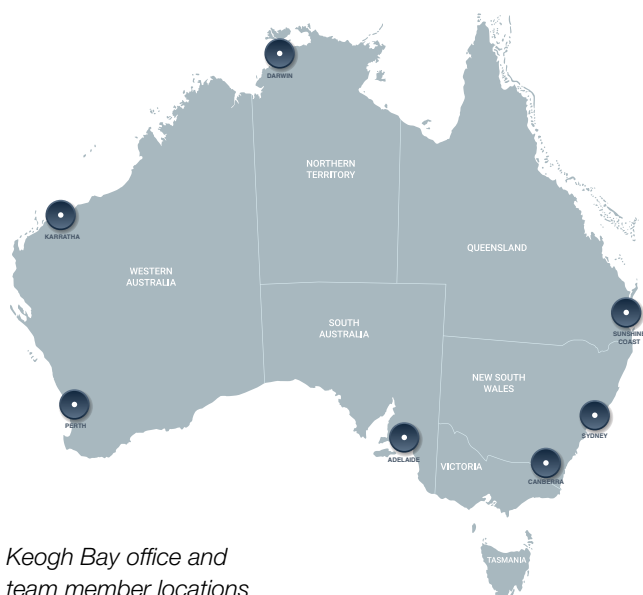 DARWIN
NORTHERN
TERRITORY
KARRATHA
QUEENSLAND
WESTERN
AUSTRALIA
SOUTH
AUSTRALIA
SUNSHINE
COAST
NEW SOUTH
WALES
PERTH
SYDNEY
ADELAIDE
VICTORIA
CANBERRA
Keogh Bay office and
team member locations
TASMANIA